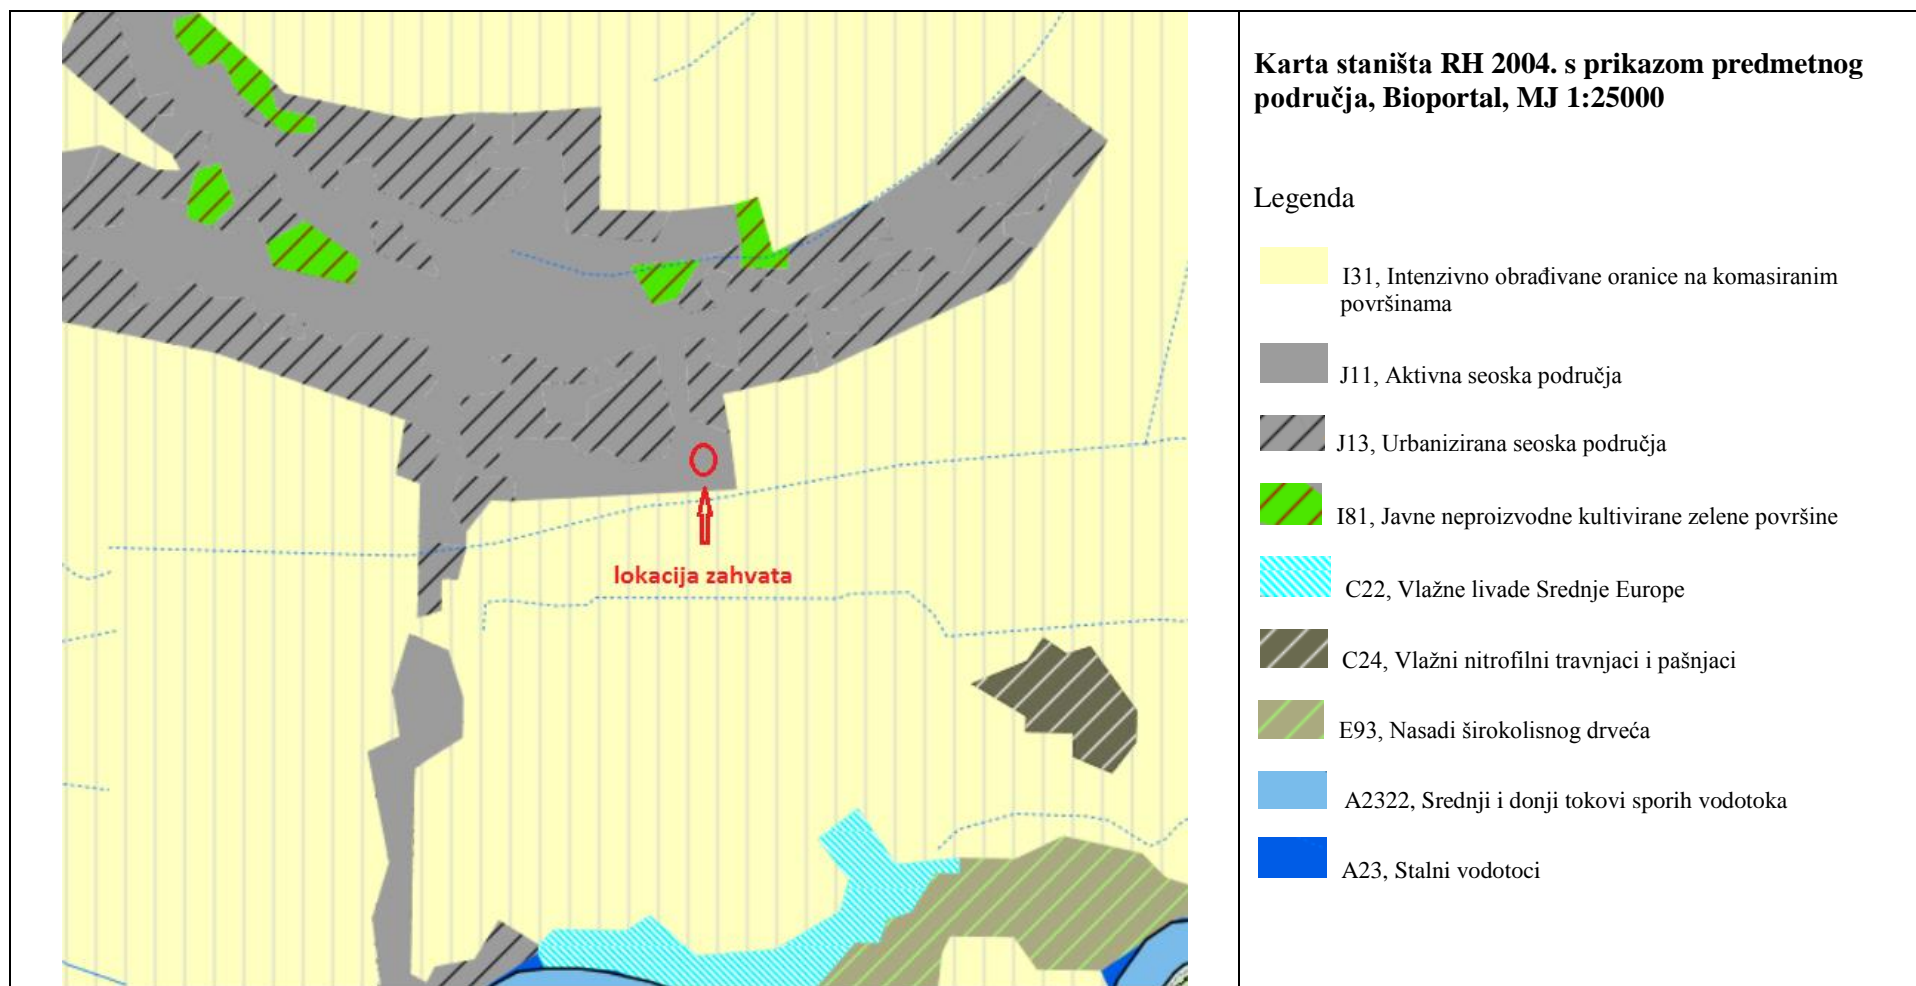 Karta staništa RH 2004. s prikazom predmetnog
područja, Bioportal, MJ 1:25000
Legenda
I31, Intenzivno obrađivane oranice na komasiranim
površinama
J11, Aktivna seoska područja
J13, Urbanizirana seoska područja
I81, Javne neproizvodne kultivirane zelene površine
C22, Vlažne livade Srednje Europe
C24, Vlažni nitrofilni travnjaci i pašnjaci
E93, Nasadi širokolisnog drveća
A2322, Srednji i donji tokovi sporih vodotoka
A23, Stalni vodotoci
lokacija zahvata